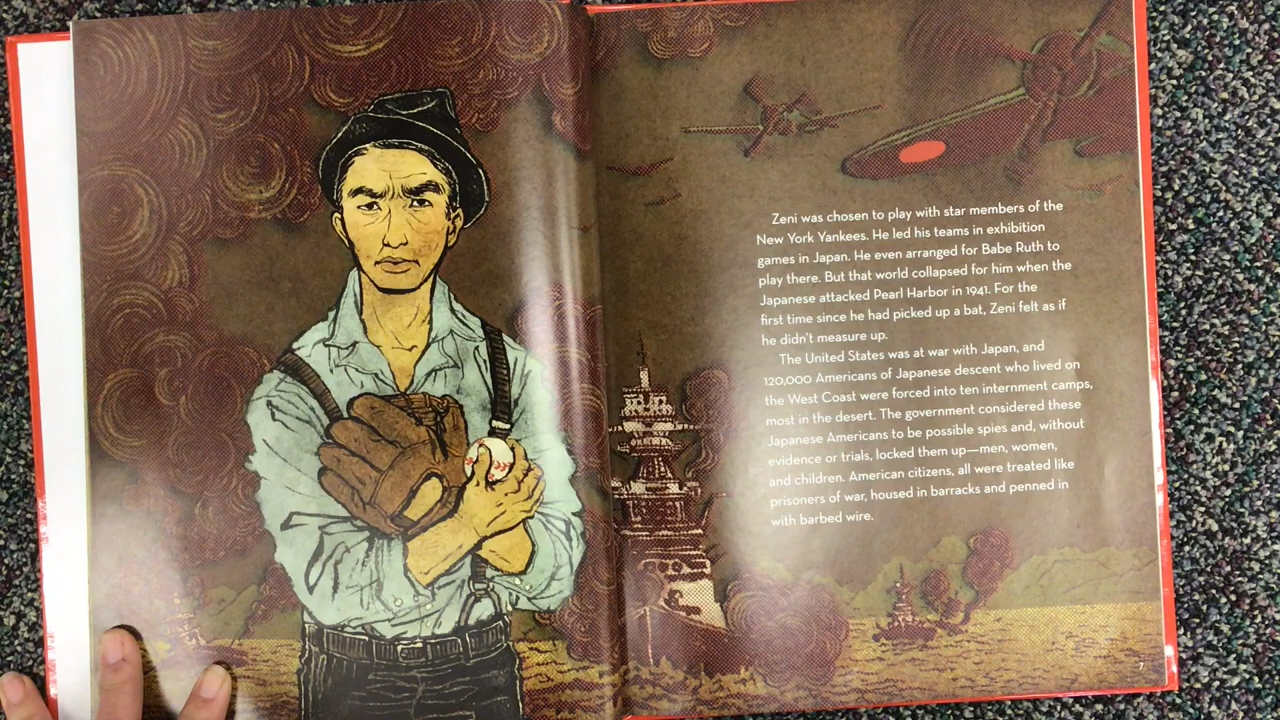 Zeni was chosen to play with star members of the
New York Yankees. He led his teams in exhibition
games in Japan. He even arranged for Babe Ruth to
play there. But that world collapsed for him when the
Japanese attacked Pearl Harbor in 1941. For the
first time since he had picked up a bat, Zeni felt as if
he didn't measure up.
The United States was at war with Japan, and
120,000 Americans of Japanese descent who lived on
the West Coast were forced into ten internment camps,
most in the desert. The government considered these
Japanese Americans to be possible spies and, without
evidence or trials, locked them up—men, women,
and children. American citizens, all were treated like
prisoners of war, housed in barracks and penned in
with barbed wire.
7